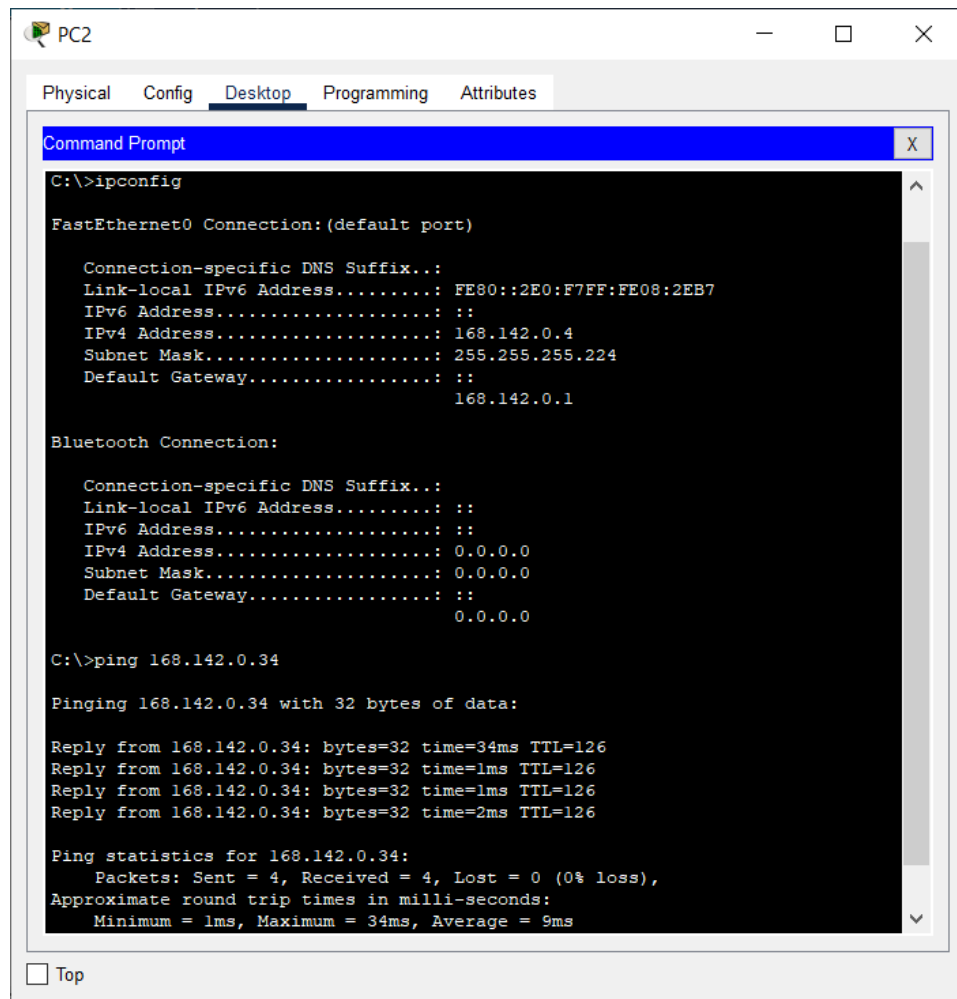 PC2
Physical Config Desktop Programming Attributes
Command Prompt X
C:\>ipconfig
FastEthernet0 Connection:(default port)
Connection-specific DNS Suffix..:
Link-local IPv6 Address.........: FE80::2E0:F7FF:FE08:2EB7
IPv6 Address....................: ::
IPv4 Address....................: 168.142.0.4
Subnet Mask.....................: 255.255.255.224
Default Gateway.................: ::
168.142.0.1
Bluetooth Connection:
Connection-specific DNS Suffix..:
Link-local IPv6 Address.........: ::
IPv6 Address....................: ::
IPv4 Address....................: 0.0.0.0
Subnet Mask.....................: 0.0.0.0
Default Gateway.................: ::
0.0.0.0
C:\>ping 168.142.0.34
Pinging 168.142.0.34 with 32 bytes of data:
Reply from 168.142.0.34: bytes=32 time=34ms TTL=126
Reply from 168.142.0.34: bytes=32 time=1ms TTL=126
Reply from 168.142.0.34: bytes=32 time=1ms TTL=126
Reply from 168.142.0.34: bytes=32 time=2ms TTL=126
Ping statistics for 168.142.0.34:
Packets: Sent = 4, Received = 4, Lost = 0 (0% loss),
Approximate round trip times in milli-seconds:
Minimum = 1ms, Maximum = 34ms, Average = 9ms
Top